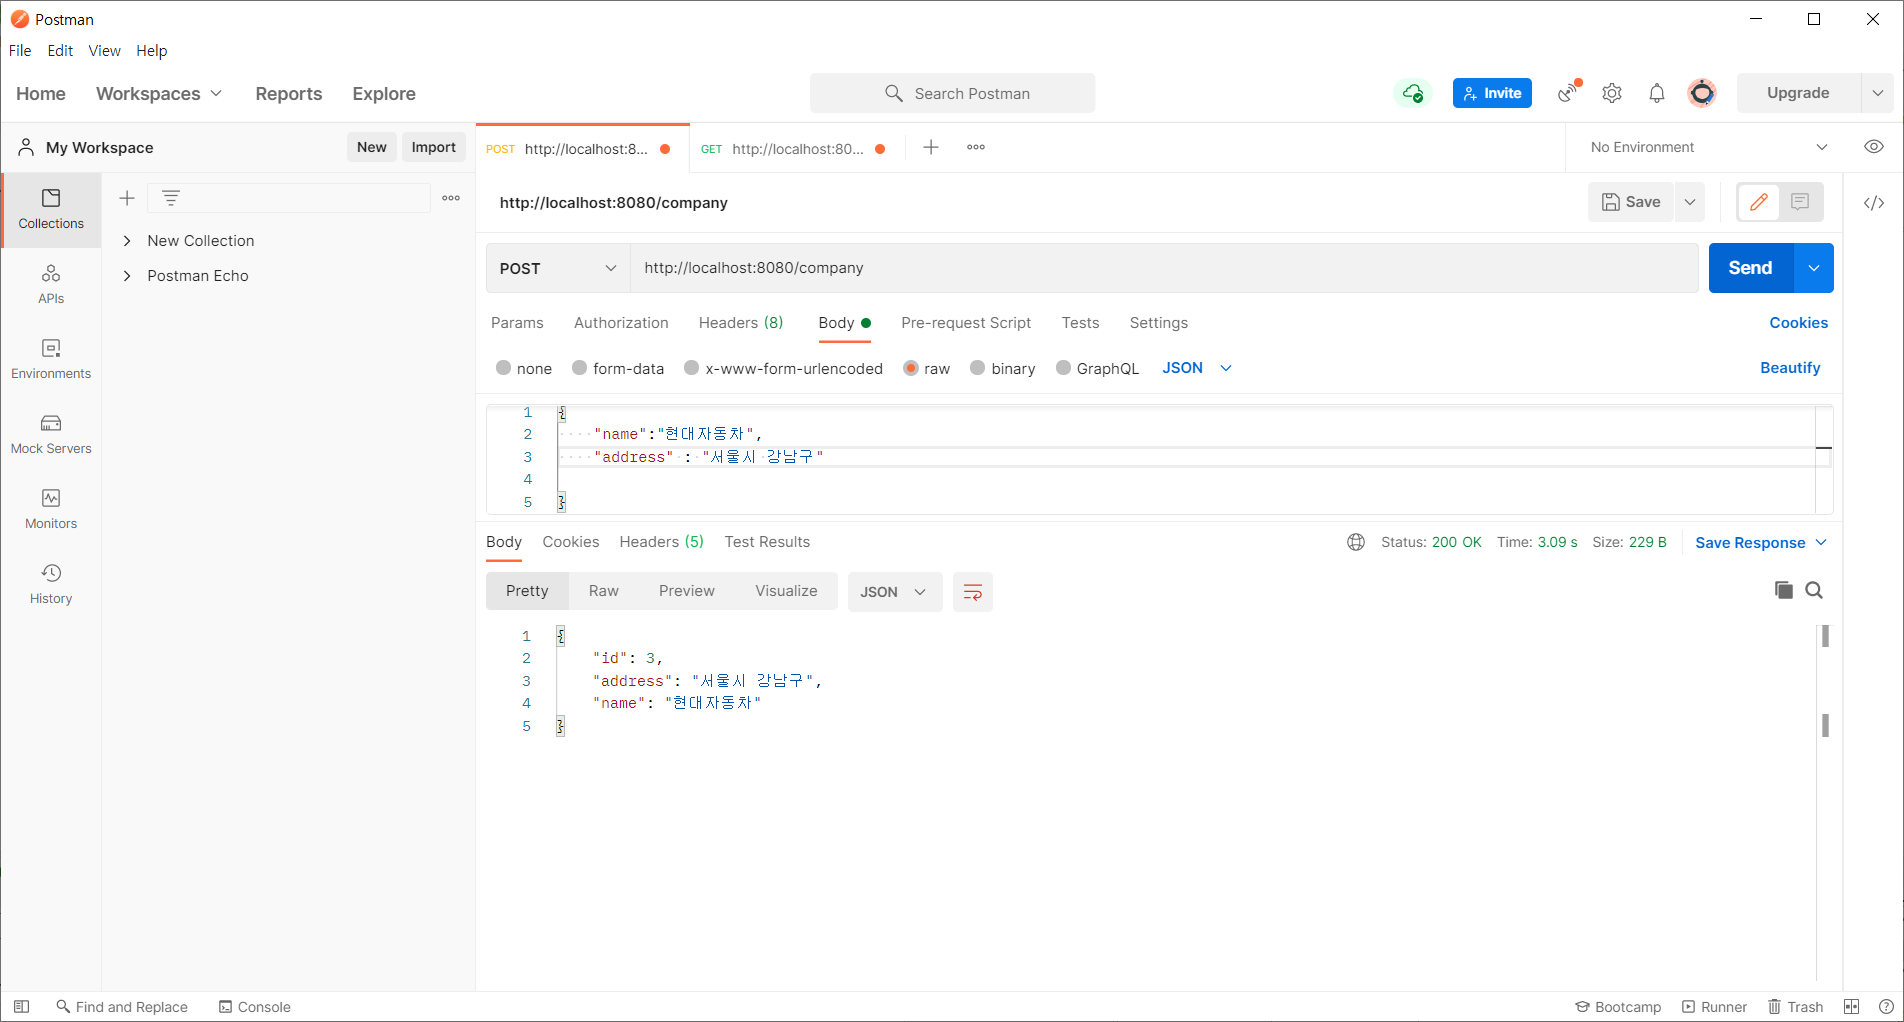 Postman
File Edit View Help
Home Workspaces Reports Explore Search Postman Invite Upgrade
My Workspace New Import POST http://localhost:8... GET http://localhost:80... No Environment
Collections
http://localhost:8080/company Save
New Collection
Postman Echo
POST http://localhost:8080/company Send
APIs
Params Authorization Headers (8) Body Pre-request Script Tests Settings Cookies
Environments
none form-data x-www-form-urlencoded raw binary GraphQL JSON Beautify
1 {
2 "name":"현대자동차",
Mock Servers
3 "address" : "서울시 강남구"
4
5 }
Monitors
Body Cookies Headers (5) Test Results Status: 200 OK Time: 3.09 s Size: 229 B Save Response
History
Pretty Raw Preview Visualize JSON
1 {
2 "id": 3,
3 "address": "서울시 강남구",
4 "name": "현대자동차"
5 }
Find and Replace Console Bootcamp Runner Trash